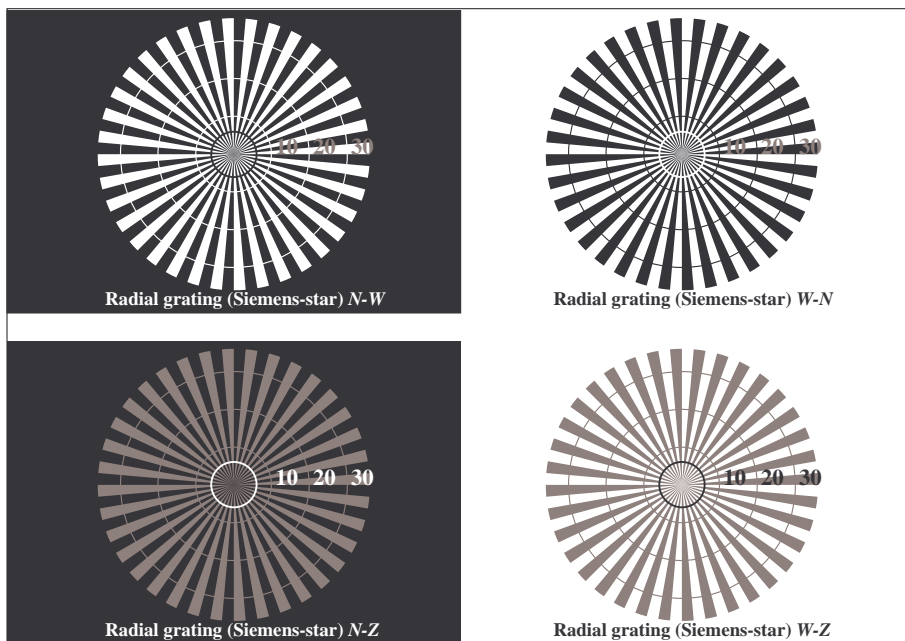 10 20 30
Radial grating (Siemens-star) N-W
10 20 30
Radial grating (Siemens-star) W-N
10 20 30
Radial grating (Siemens-star) N-Z
10 20 30
Radial grating (Siemens-star) W-Z